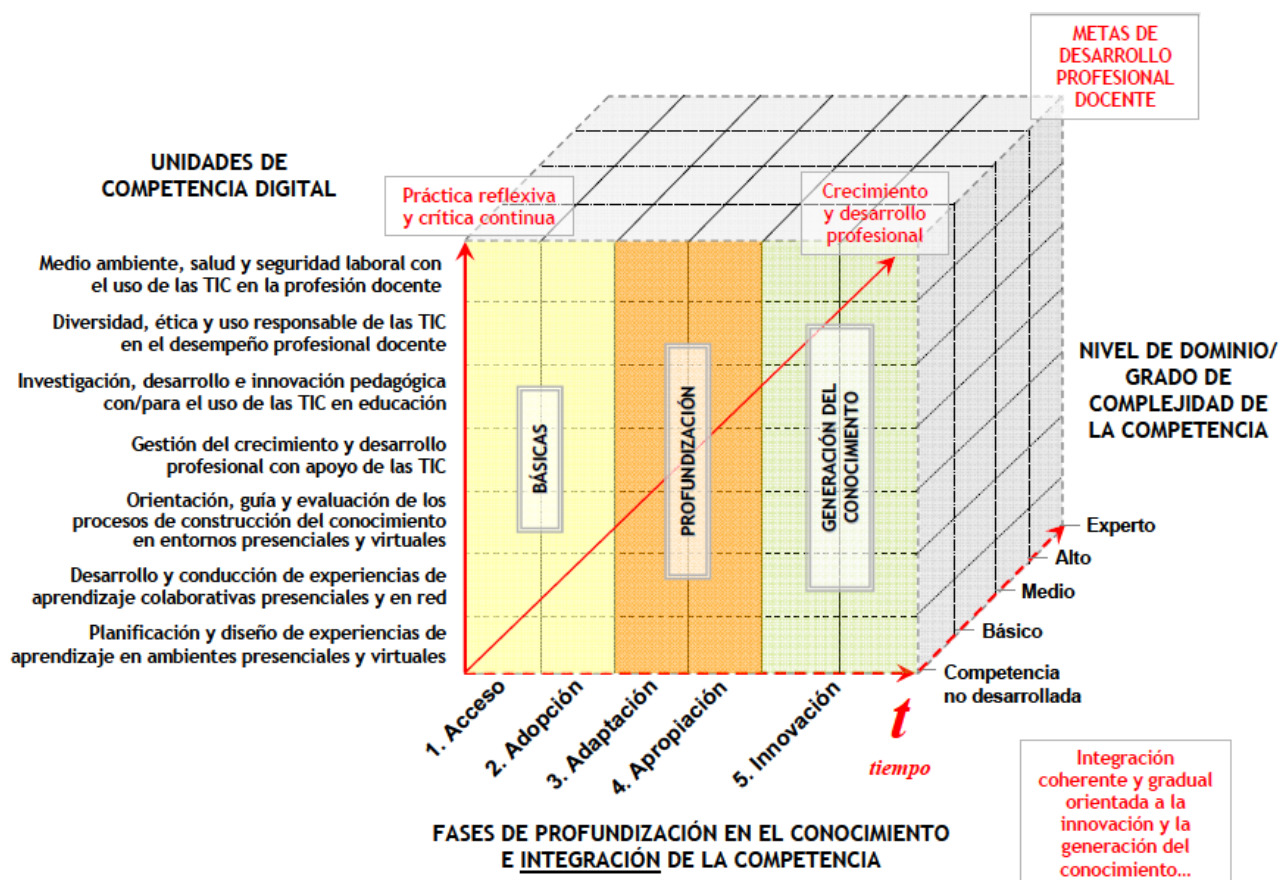 METAS DE
DESARROLLO
PROFESIONAL
DOCENTE
UNIDADES DE
COMPETENCIA DIGITAL
Práctica reflexiva
y crítica continua
Crecimiento
y desarrollo
profesional
Medio ambiente, salud y seguridad laboral con
el uso de las TIC en la profesión docente
Diversidad, ética y uso responsable de las TIC
en el desempeño profesional docente
Investigación, desarrollo e innovación pedagógica
con/para el uso de las TIC en educación
Gestión del crecimiento y desarrollo
profesional con apoyo de las TIC
Orientación, guía y evaluación de los
procesos de construcción del conocimiento
en entornos presenciales y virtuales
Desarrollo y conducción de experiencias de
aprendizaje colaborativas presenciales y en red
Planificación y diseño de experiencias de
aprendizaje en ambientes presenciales y virtuales
BÁSICAS
PROFUNDIZACIÓN
GENERACIÓN DEL
CONOCIMIENTO
NIVEL DE DOMINIO/
GRADO DE
COMPLEJIDAD DE
LA COMPETENCIA
Experto
Alto
Medio
Básico
Competencia
no desarrollada
1. Acceso
2. Adopción
3. Adaptación
4. Apropiación
5. Innovación
t
tiempo
FASES DE PROFUNDIZACIÓN EN EL CONOCIMIENTO
E INTEGRACIÓN DE LA COMPETENCIA
Integración
coherente y gradual
orientada a la
innovación y la
generación del
conocimiento...